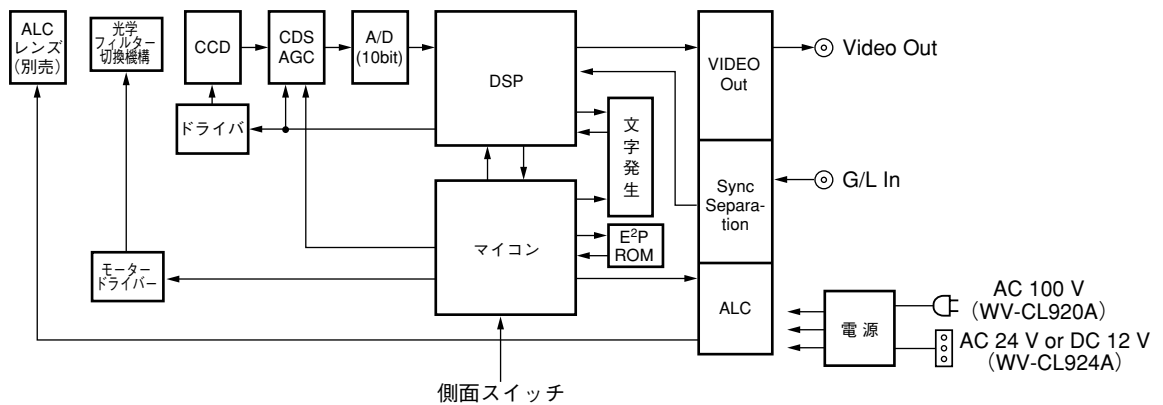 ALC
レンズ
（別売）
光学
フィルター
切換機構
CCD
CDS
AGC
A/D
(10bit)
DSP
VIDEO
Out
Video Out
ドライバ
文
字
発
生
Sync
Separa-
tion
G/L In
マイコン
E²P
ROM
モーター
ドライバー
ALC
電 源
AC 100 V
（WV-CL920A）
AC 24 V or DC 12 V
（WV-CL924A）
側面スイッチ